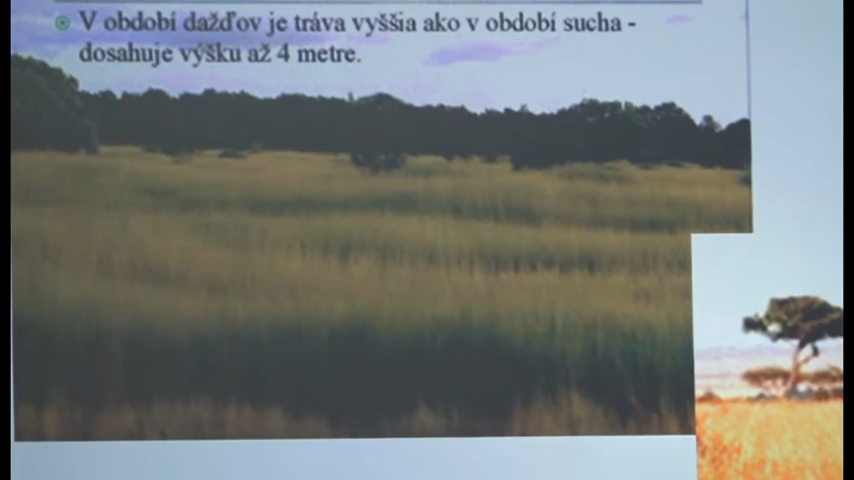 V období dažďov je tráva vyššia ako v období sucha -
dosahuje výšku až 4 metre.